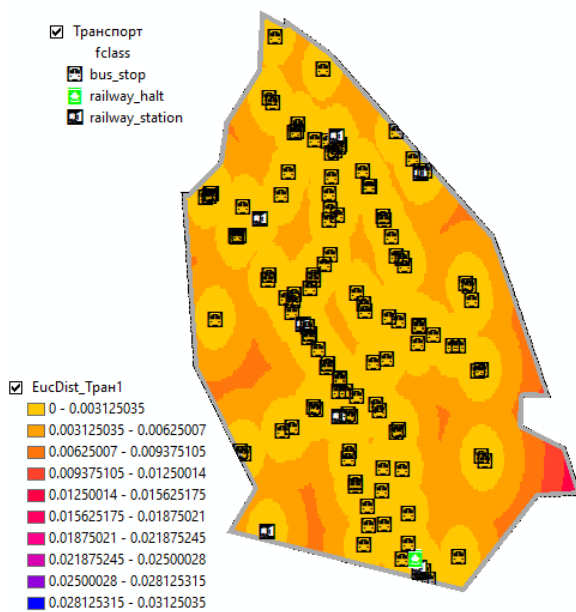 Транспорт
fclass
bus_stop
railway_halt
railway_station
EucDist_Тран1
0 - 0.003125035
0.003125035 - 0.00625007
0.00625007 - 0.009375105
0.009375105 - 0.01250014
0.01250014 - 0.015625175
0.015625175 - 0.01875021
0.01875021 - 0.021875245
0.021875245 - 0.02500028
0.02500028 - 0.028125315
0.028125315 - 0.03125035